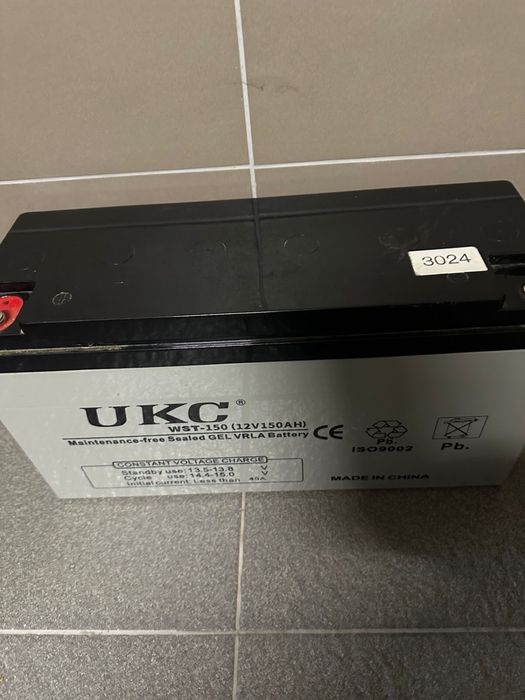 3024
UKC ®
WST-150 (12V150AH)
Maintenance-free Sealed GEL VRLA Battery
CE
Pb.
ISO9002
Pb.
CONSTANT VOLTAGE CHARGE
Standby use: 13.5-13.8 V
Cycle use: 14.4-15.0 V
Initial current: Less than 45A
MADE IN CHINA